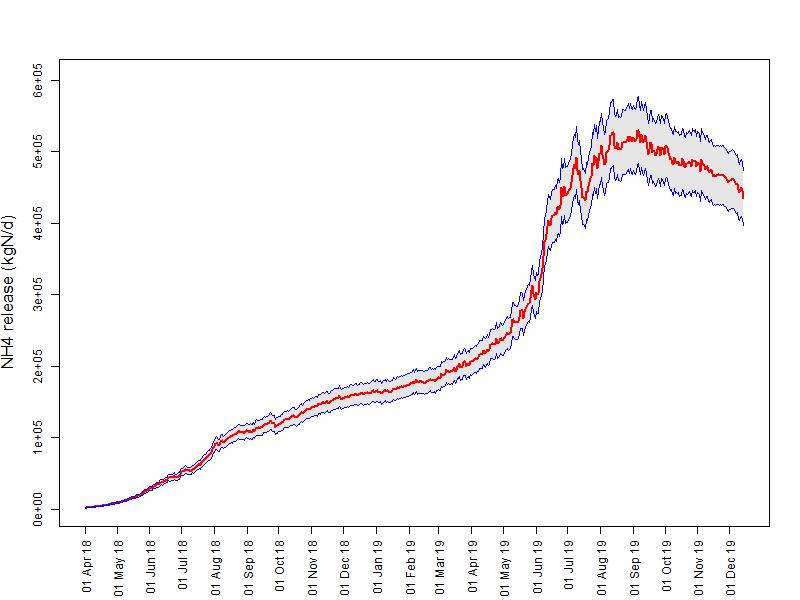 NH4 release (kgN/d)
6e+05
5e+05
4e+05
3e+05
2e+05
1e+05
0e+00
01 Apr 18
01 May 18
01 Jun 18
01 Jul 18
01 Aug 18
01 Sep 18
01 Oct 18
01 Nov 18
01 Dec 18
01 Jan 19
01 Feb 19
01 Mar 19
01 Apr 19
01 May 19
01 Jun 19
01 Jul 19
01 Aug 19
01 Sep 19
01 Oct 19
01 Nov 19
01 Dec 19